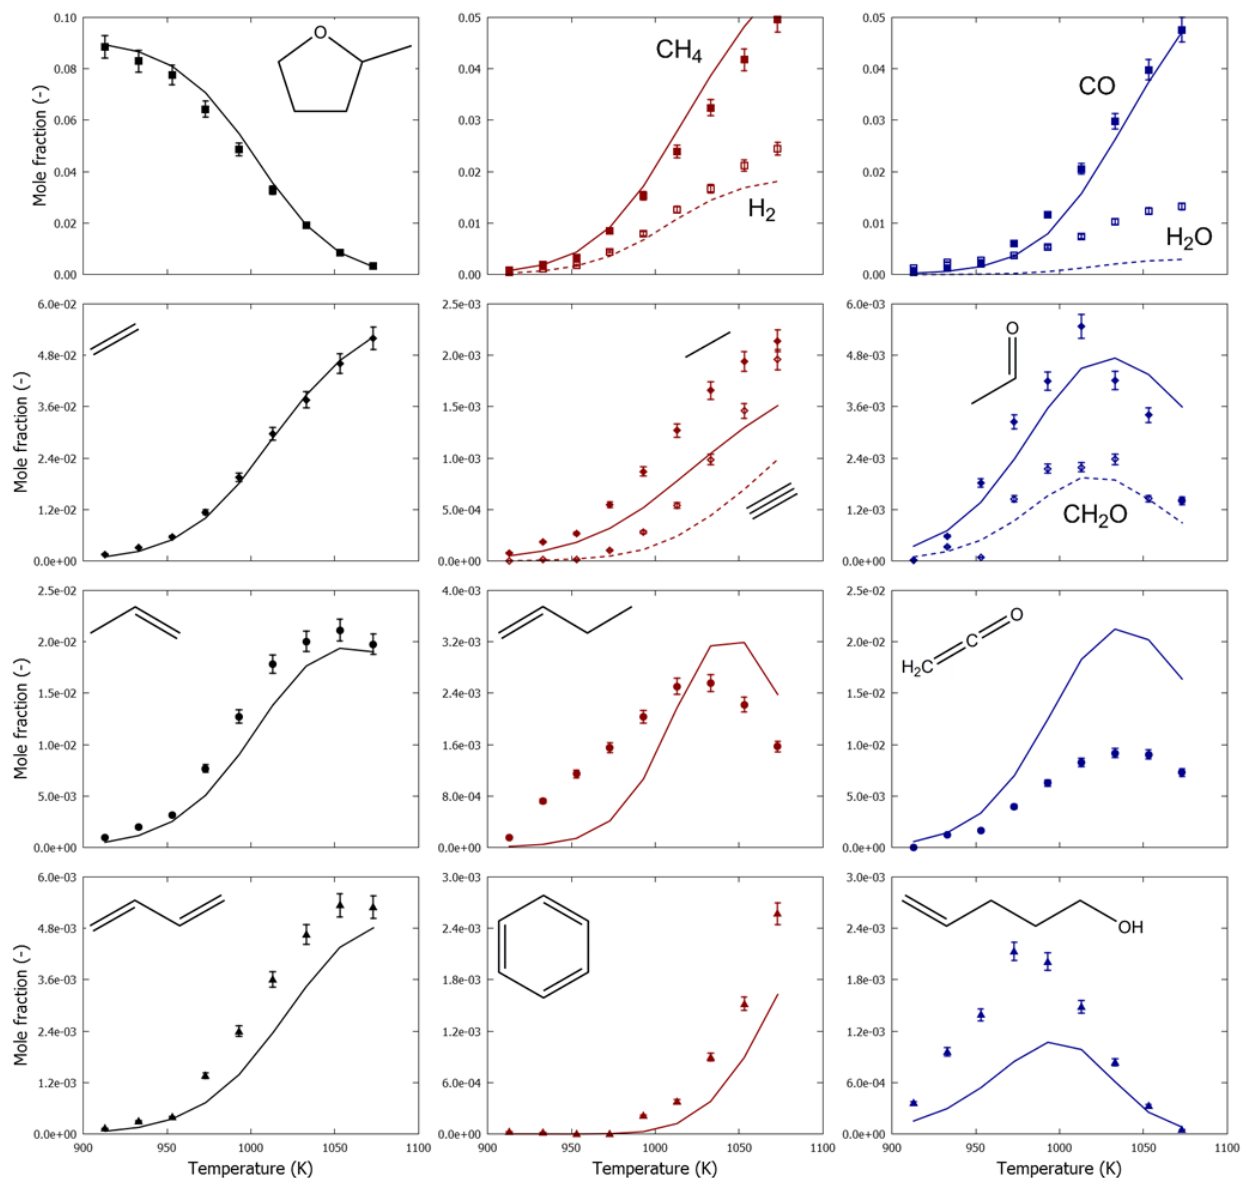 Mole fraction (-)
0.10
0.08
0.06
0.04
0.02
0.00
O
0.05
0.04
0.03
0.02
0.01
0.00
CH4
H2
0.05
0.04
0.03
0.02
0.01
0.00
CO
H2O
Mole fraction (-)
6.0e-02
4.8e-02
3.6e-02
2.4e-02
1.2e-02
0.0e+00
2.5e-03
2.0e-03
1.5e-03
1.0e-03
5.0e-04
0.0e+00
6.0e-03
4.8e-03
3.6e-03
2.4e-03
1.2e-03
0.0e+00
O
CH2O
Mole fraction (-)
2.5e-02
2.0e-02
1.5e-02
1.0e-02
5.0e-03
0.0e+00
4.0e-03
3.2e-03
2.4e-03
1.6e-03
8.0e-04
0.0e+00
2.5e-02
2.0e-02
1.5e-02
1.0e-02
5.0e-03
0.0e+00
H2C
C
O
Mole fraction (-)
6.0e-03
4.8e-03
3.6e-03
2.4e-03
1.2e-03
0.0e+00
900 950 1000 1050 1100
Temperature (K)
3.0e-03
2.4e-03
1.8e-03
1.2e-03
6.0e-04
0.0e+00
900 950 1000 1050 1100
Temperature (K)
3.0e-03
2.4e-03
1.8e-03
1.2e-03
6.0e-04
0.0e+00
OH
900 950 1000 1050 1100
Temperature (K)